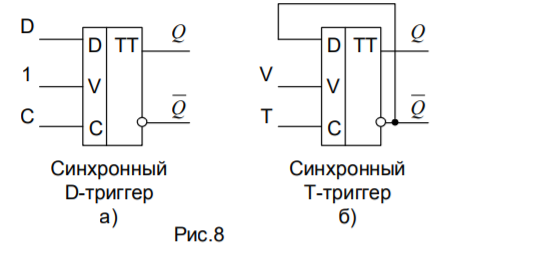 D
D TT Q
1
V
C
C Q̅
Синхронный
D-триггер
а)
D TT Q
V
V
T
C Q̅
Синхронный
Т-триггер
б)
Рис.8